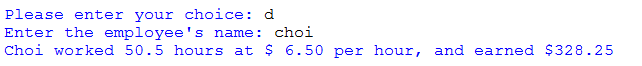 Please enter your choice: d
Enter the employee's name: choi
Choi worked 50.5 hours at $ 6.50 per hour, and earned $328.25